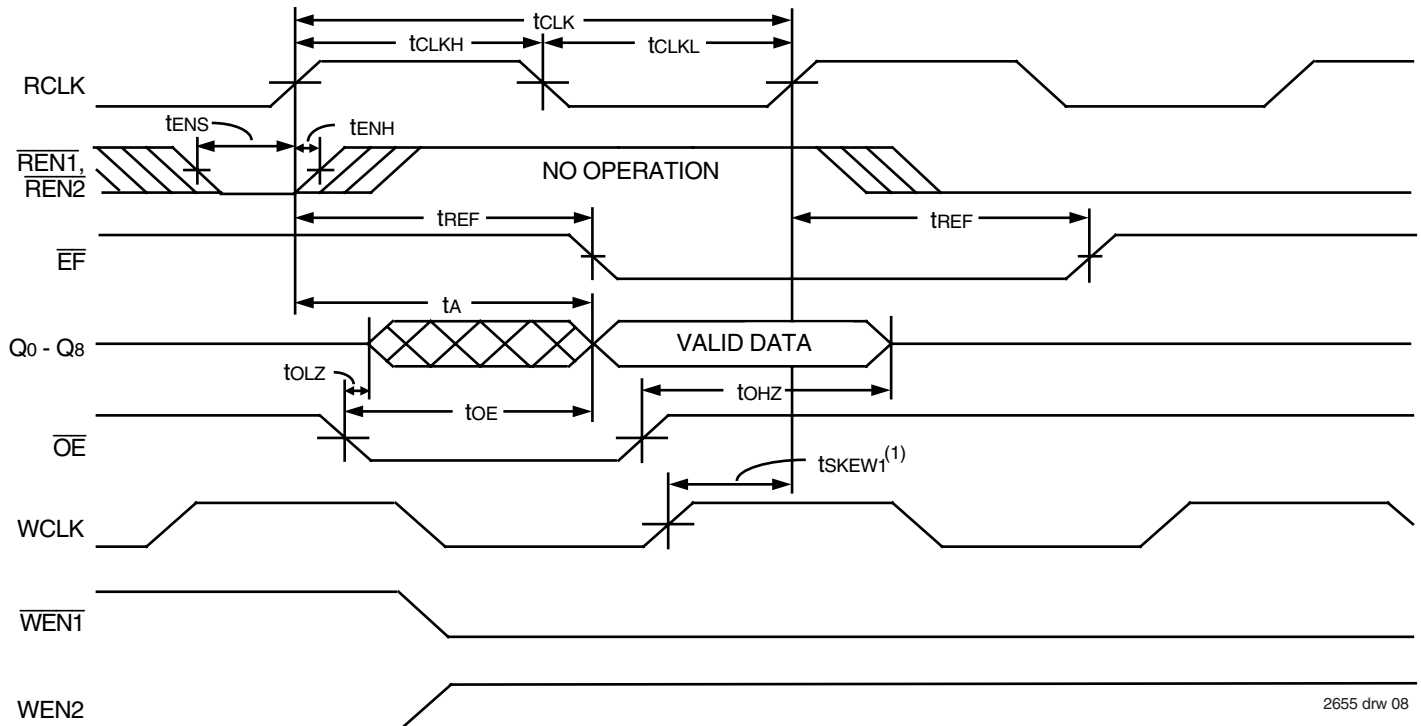 tCLK
tCLKH
tCLKL
RCLK
tENS
tENH
REN1,
REN2
NO OPERATION
tREF
tREF
EF
tA
Q0 - Q8
VALID DATA
tOLZ
tOE
tOHZ
OE
tSKEW1(1)
WCLK
WEN1
WEN2
2655 drw 08